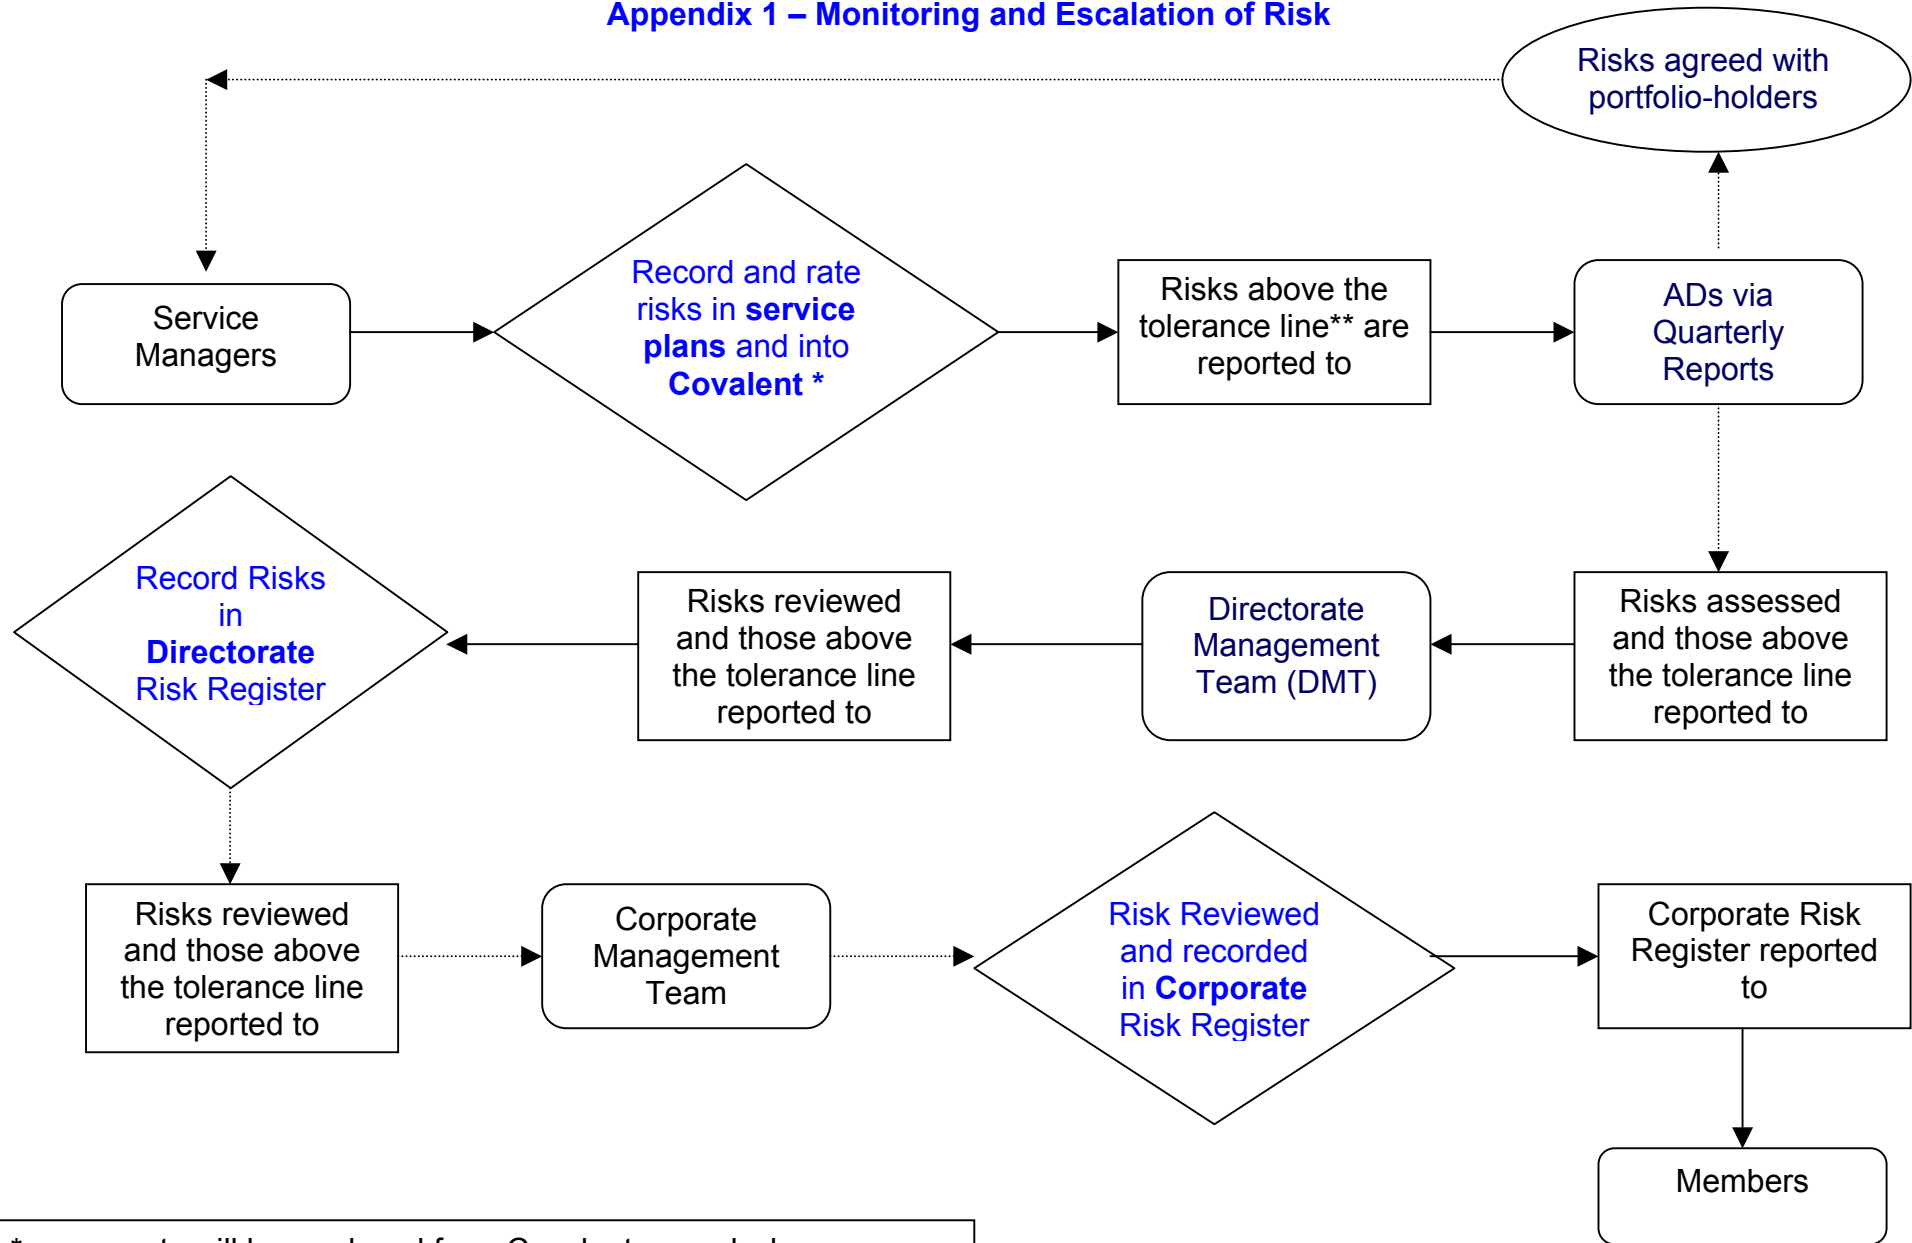 Appendix 1 – Monitoring and Escalation of Risk
Risks agreed with
portfolio-holders
Service
Managers
Record and rate
risks in service
plans and into
Covalent *
Risks above the
tolerance line** are
reported to
ADs via
Quarterly
Reports
Record Risks
in
Directorate
Risk Register
Risks reviewed
and those above
the tolerance line
reported to
Directorate
Management
Team (DMT)
Risks assessed
and those above
the tolerance line
reported to
Risks reviewed
and those above
the tolerance line
reported to
Corporate
Management
Team
Risk Reviewed
and recorded
in Corporate
Risk Register
Corporate Risk
Register reported
to
Members
* will be